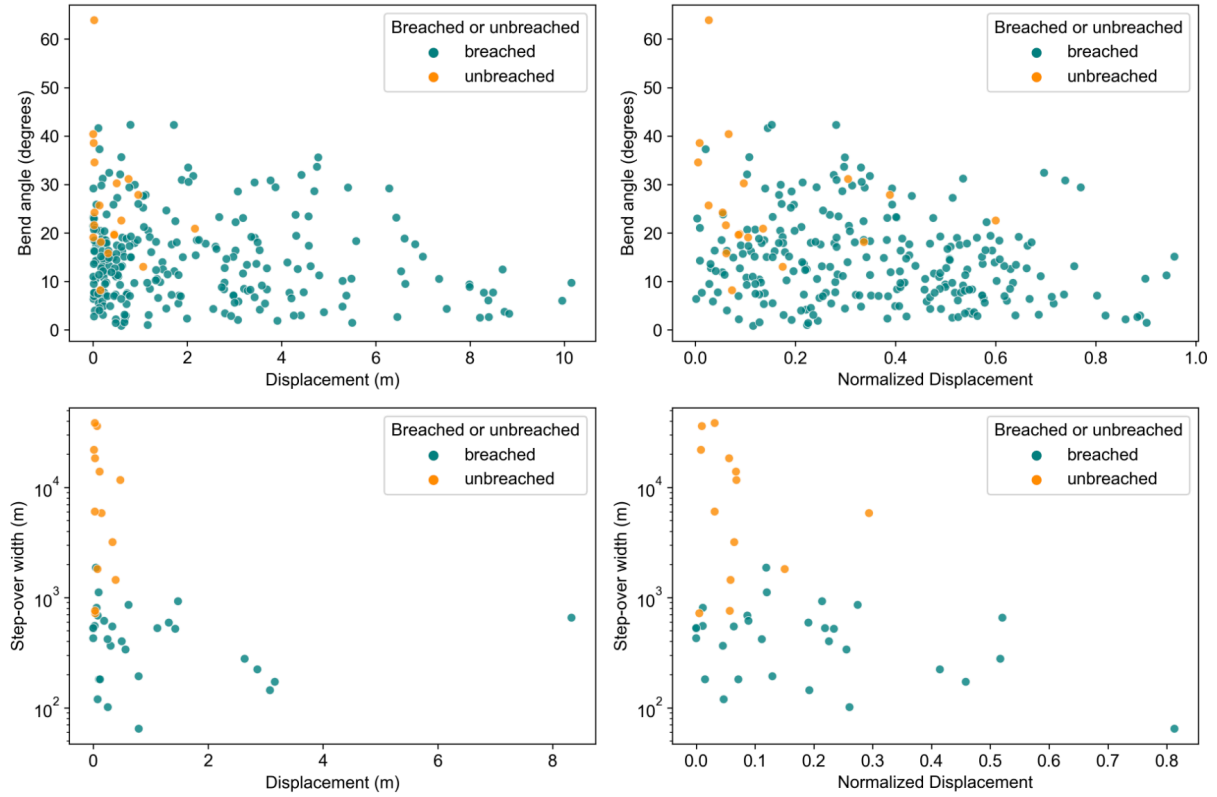 Breached or unbreached
breached
unbreached
60
50
40
30
20
10
0
Bend angle (degrees)
0
2
4
6
8
10
Displacement (m)
Breached or unbreached
breached
unbreached
60
50
40
30
20
10
0
Bend angle (degrees)
0.0
0.2
0.4
0.6
0.8
1.0
Normalized Displacement
Breached or unbreached
breached
unbreached
10⁴
10³
10²
Step-over width (m)
0
2
4
6
8
Displacement (m)
Breached or unbreached
breached
unbreached
10⁴
10³
10²
Step-over width (m)
0.0
0.1
0.2
0.3
0.4
0.5
0.6
0.7
0.8
Normalized Displacement